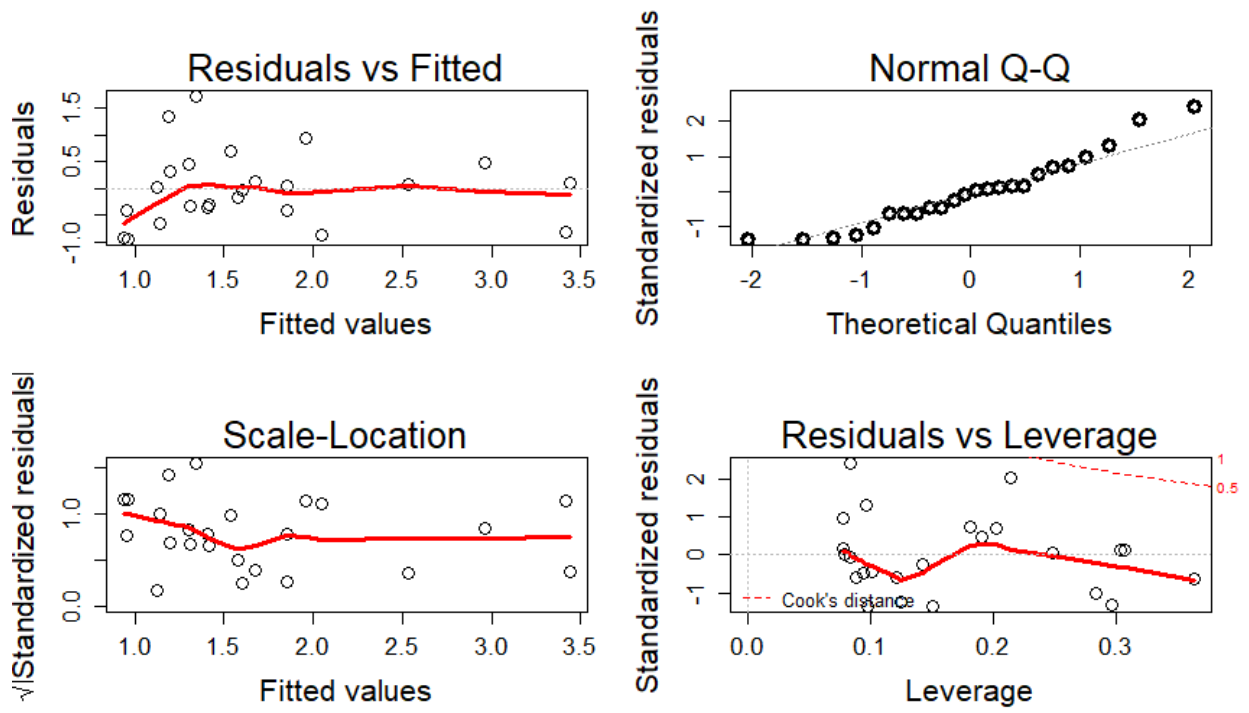 Residuals vs Fitted
Residuals
-1.0
0.5
1.5
1.0
1.5
2.0
2.5
3.0
3.5
Fitted values
Normal Q-Q
Standardized residuals
-1
1
2
-2
-1
0
1
2
Theoretical Quantiles
Scale-Location
√|Standardized residuals|
0.0
1.0
1.0
1.5
2.0
2.5
3.0
3.5
Fitted values
Residuals vs Leverage
Standardized residuals
-1
0
1
2
1
0.5
Cook's distance
0.0
0.1
0.2
0.3
Leverage